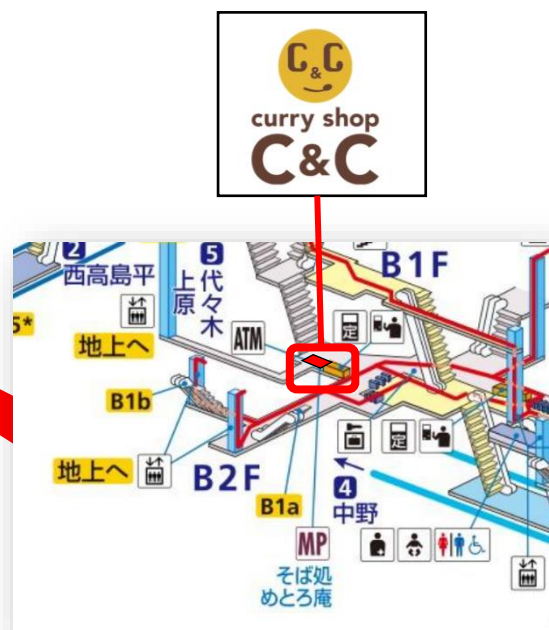 C&C
curry shop
C&C
2
西高島平
5
代々木
上原
B1F
5*
地上へ
ATM
定
B1b
地上へ
B2F
定
B1a
4
中野
MP
そば処
めとろ庵